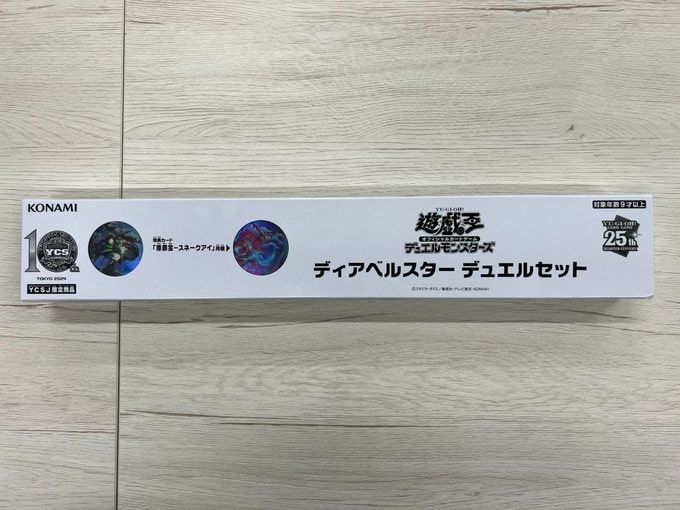 KONAMI
10
YCS
TOKYO 2024
YCSJ限定商品
特典カード
「原罪宝-スネークアイ」同梱▶
YU-GI-OH!
遊戯王
オフィシャルカードゲーム
デュエルモンスターズ
ディアベルスター デュエルセット
©スタジオ・ダイス/集英社・テレビ東京・KONAMI
対象年齢9才以上
YU-GI-OH!
CARD GAME
25th
QUARTER CENTURY